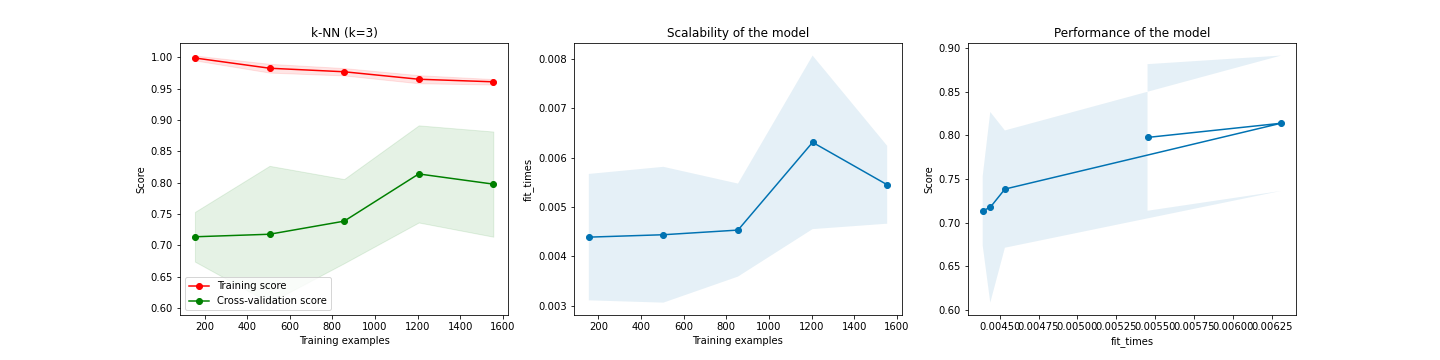 k-NN (k=3)
Score
1.00
0.95
0.90
0.85
0.80
0.75
0.70
0.65
0.60
Training score
Cross-validation score
200 400 600 800 1000 1200 1400 1600
Training examples
Scalability of the model
fit_times
0.008
0.007
0.006
0.005
0.004
0.003
200 400 600 800 1000 1200 1400 1600
Training examples
Performance of the model
Score
0.90
0.85
0.80
0.75
0.70
0.65
0.60
0.00450 0.00475 0.00500 0.00525 0.00550 0.00575 0.00600 0.00625
fit_times